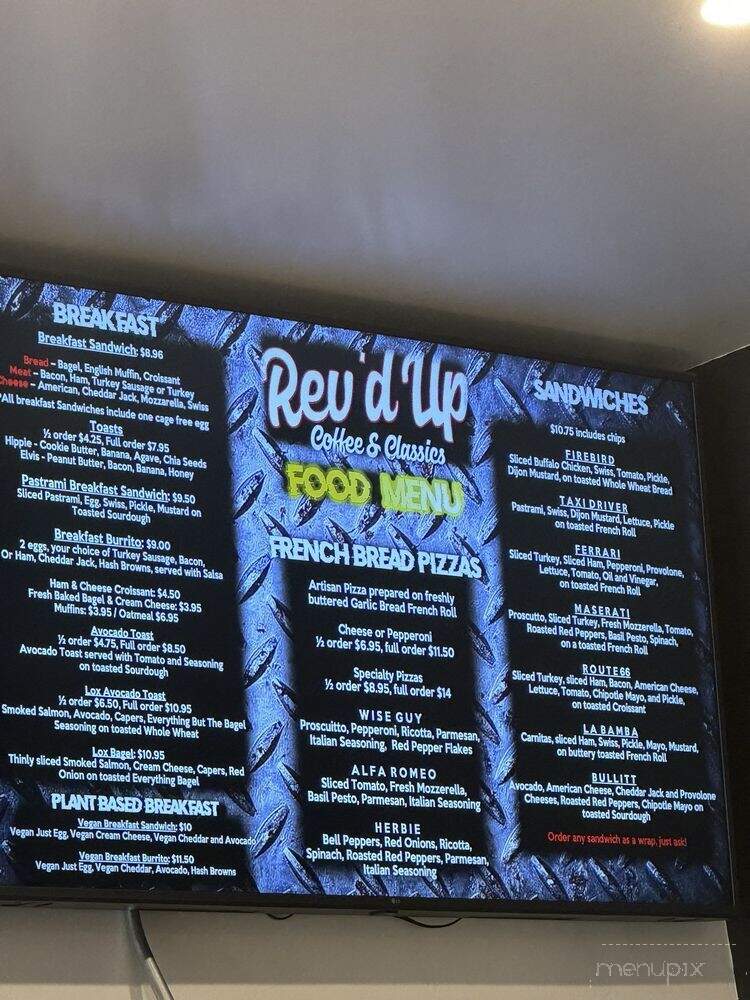 BREAKFAST
Breakfast Sandwich: $8.96
Bread – Bagel, English Muffin, Croissant
Meat – Bacon, Ham, Turkey Sausage or Turkey
Cheese – American, Cheddar Jack, Mozzarella, Swiss
*All breakfast Sandwiches include one cage free egg
Toasts
½ order $4.25, Full order $7.95
Hippie - Cookie Butter, Banana, Agave, Chia Seeds
Elvis - Peanut Butter, Bacon, Banana, Honey
Pastrami Breakfast Sandwich: $9.50
Sliced Pastrami, Egg, Swiss, Pickle, Mustard on
Toasted Sourdough
Breakfast Burrito: $9.00
2 eggs, your choice of Turkey Sausage, Bacon,
Or Ham, Cheddar Jack, Hash Browns, served with Salsa
Ham & Cheese Croissant: $4.50
Fresh Baked Bagel & Cream Cheese: $3.95
Muffins: $3.95 / Oatmeal $6.95
Avocado Toast
½ order $4.75, Full order $8.50
Avocado Toast served with Tomato and Seasoning
on toasted Sourdough
Lox Avocado Toast
½ order $6.50, Full order $10.95
Smoked Salmon, Avocado, Capers, Everything But The Bagel
Seasoning on toasted Whole Wheat
Lox Bagel: $10.95
Thinly sliced Smoked Salmon, Cream Cheese, Capers, Red
Onion on toasted Everything Bagel
PLANT BASED BREAKFAST
Vegan Breakfast Sandwich: $10
Vegan Just Egg, Vegan Cream Cheese, Vegan Cheddar and Avocado
Vegan Breakfast Burrito: $11.50
Vegan Just Egg, Vegan Cheddar, Avocado, Hash Browns
Rev'd Up
Coffee & Classics
FOOD MENU
FRENCH BREAD PIZZAS
Artisan Pizza prepared on freshly
buttered Garlic Bread French Roll
Cheese or Pepperoni
½ order $6.95, full order $11.50
Specialty Pizzas
½ order $8.95, full order $14
WISE GUY
Proscuitto, Pepperoni, Ricotta, Parmesan,
Italian Seasoning, Red Pepper Flakes
ALFA ROMEO
Sliced Tomato, Fresh Mozzerella,
Basil Pesto, Parmesan, Italian Seasoning
HERBIE
Bell Peppers, Red Onions, Ricotta,
Spinach, Roasted Red Peppers, Parmesan,
Italian Seasoning
SANDWICHES
$10.75 includes chips
FIREBIRD
Sliced Buffalo Chicken, Swiss, Tomato, Pickle,
Dijon Mustard, on toasted Whole Wheat Bread
TAXI DRIVER
Pastrami, Swiss, Dijon Mustard, Lettuce, Pickle
on toasted French Roll
FERRARI
Sliced Turkey, Sliced Ham, Pepperoni, Provolone,
Lettuce, Tomato, Oil and Vinegar,
on toasted French Roll
MASERATI
Proscutto, Sliced Turkey, Fresh Mozzerella, Tomato,
Roasted Red Peppers, Basil Pesto, Spinach,
on a toasted French Roll
ROUTE 66
Sliced Turkey, sliced Ham, Bacon, American Cheese,
Lettuce, Tomato, Chipotle Mayo, and Pickle,
on toasted Croissant
LA BAMBA
Carnitas, sliced Ham, Swiss, Pickle, Mayo, Mustard,
on buttery toasted French Roll
BULLITT
Avocado, American Cheese, Cheddar Jack and Provolone
Cheeses, Roasted Red Peppers, Chipotle Mayo on
toasted Sourdough
Order any sandwich as a wrap, just ask!
LG
menupix